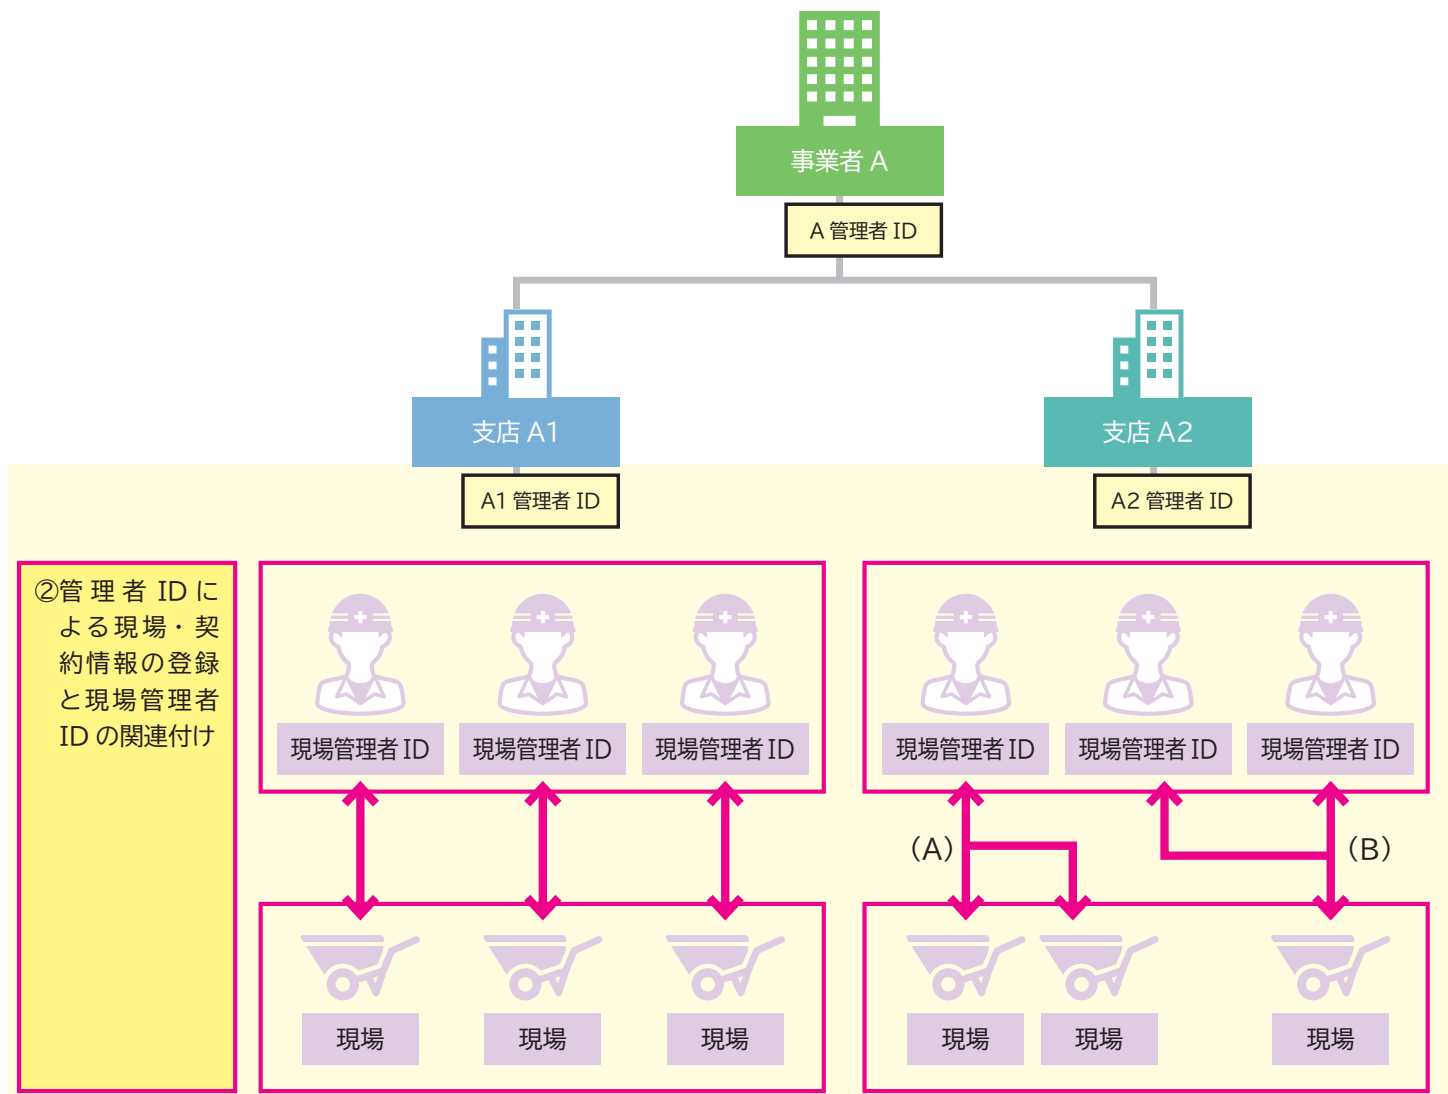 事業者 A
A 管理者 ID
支店 A1
支店 A2
A1 管理者 ID
A2 管理者 ID
②管理者 ID に
よる現場・契
約情報の登録
と現場管理者
ID の関連付け
現場管理者 ID
現場管理者 ID
現場管理者 ID
現場管理者 ID
現場管理者 ID
現場管理者 ID
（A）
（B）
現場
現場
現場
現場
現場
現場